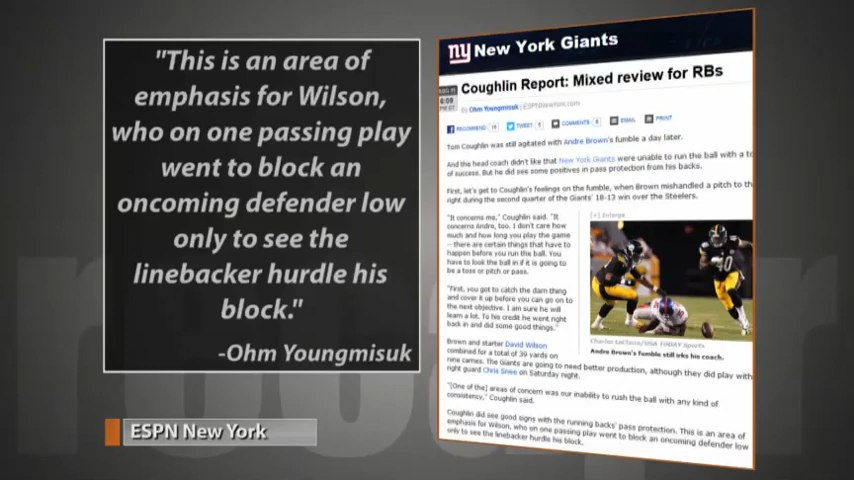 "This is an area of
emphasis for Wilson,
who on one passing play
went to block an
oncoming defender low
only to see the
linebacker hurdle his
block."
-Ohm Youngmisuk
ESPN New York
ny New York Giants
Coughlin Report: Mixed review for RBs
6:09
By Ohm Youngmisuk | ESPNNewYork.com
RECOMMEND TWEET COMMENTS EMAIL PRINT
Tom Coughlin was still agitated with Andre Brown's fumble a day later.
And the head coach didn't like that New York Giants were unable to run the ball with a
of success. But he did see some positives in pass protection from his backs.
First, let's get to Coughlin's feelings on the fumble, when Brown mishandled a pitch to the
right during the second quarter of the Giants' 18-13 win over the Steelers.
"It concerns me," Coughlin said. "It
concerns Andre, too. I don't care how
much and how long you play the game
-- there are certain things that have to
happen before you run the ball. You
have to look the ball in if it is going to
be a toss or pitch or pass.
"First, you got to catch the darn thing
and cover it up before you can go on to
the next objective. I am sure he will
learn a lot. To his credit he went right
back in and did some good things."
[+] Enlarge
40
Charles LeClaire/USA TODAY Sports
Andre Brown's fumble still irks his coach.
Brown and starter David Wilson
combined for a total of 39 yards on
nine carries. The Giants are going to need better production, although they did play with
right guard Chris Snee on Saturday night.
"[One of the] areas of concern was our inability to rush the ball with any kind of
consistency," Coughlin said.
Coughlin did see good signs with the running backs' pass protection. This is an area of
emphasis for Wilson, who on one passing play went to block an oncoming defender low
only to see the linebacker hurdle his block.